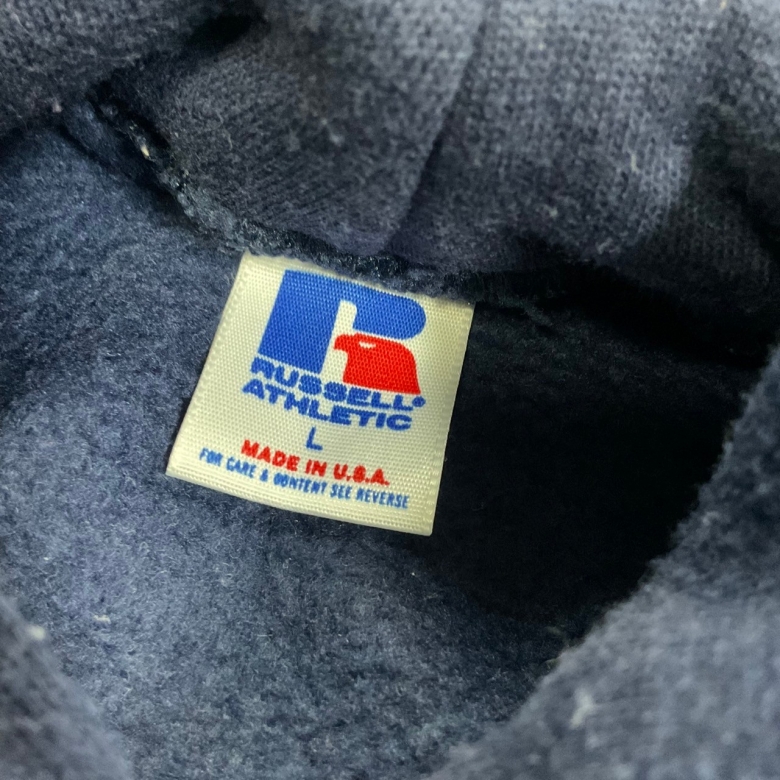 R
RUSSELL®
ATHLETIC
L
MADE IN U.S.A.
FOR CARE & CONTENT SEE REVERSE